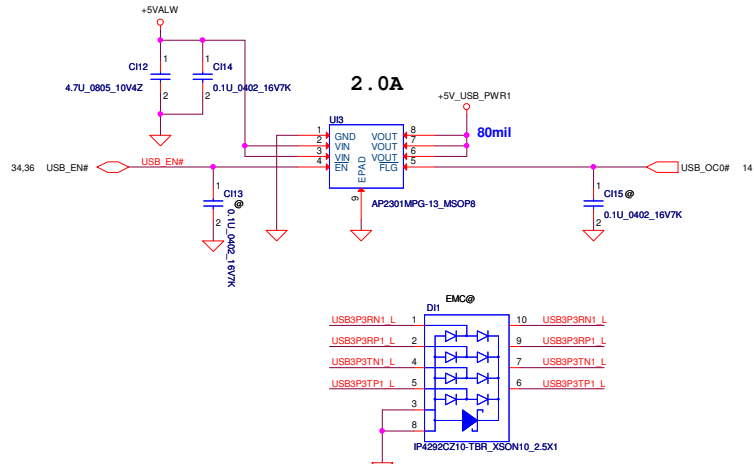 +5VALW
CI12
1
2
4.7U_0805_10V4Z
CI14
1
2
0.1U_0402_16V7K
2.0A
+5V_USB_PWR1
UI3
1 GND VOUT 8
2 VIN VOUT 7
3 VIN VOUT 6
4 EN FLG 5
EPAD
9
80mil
AP2301MPG-13_MSOP8
34,36 USB_EN# USB_EN#
USB_OC0# 14
1
CI13
@
2
0.1U_0402_16V7K
1
CI15@
2
0.1U_0402_16V7K
EMC@
DI1
USB3P3RN1_L 1 10 USB3P3RN1_L
USB3P3RP1_L 2 9 USB3P3RP1_L
USB3P3TN1_L 4 7 USB3P3TN1_L
USB3P3TP1_L 5 6 USB3P3TP1_L
3
8
IP4292CZ10-TBR_XSON10_2.5X1